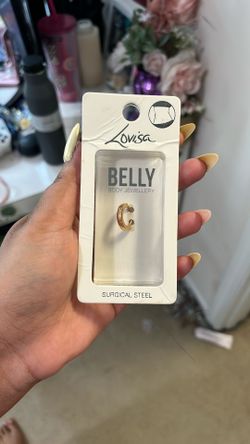 Lovisa
BELLY
BODY JEWELLERY
SURGICAL STEEL